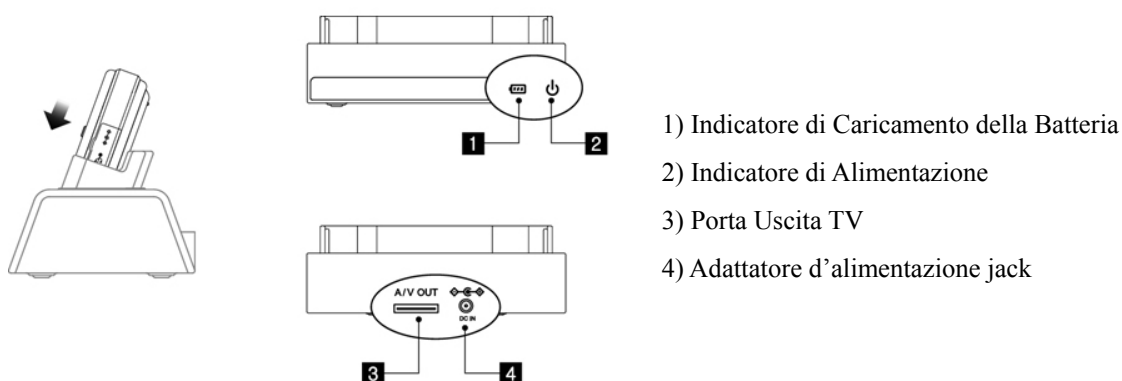 1
2
A/V OUT
DC IN
3
4
1) Indicatore di Caricamento della Batteria
2) Indicatore di Alimentazione
3) Porta Uscita TV
4) Adattatore d’alimentazione jack